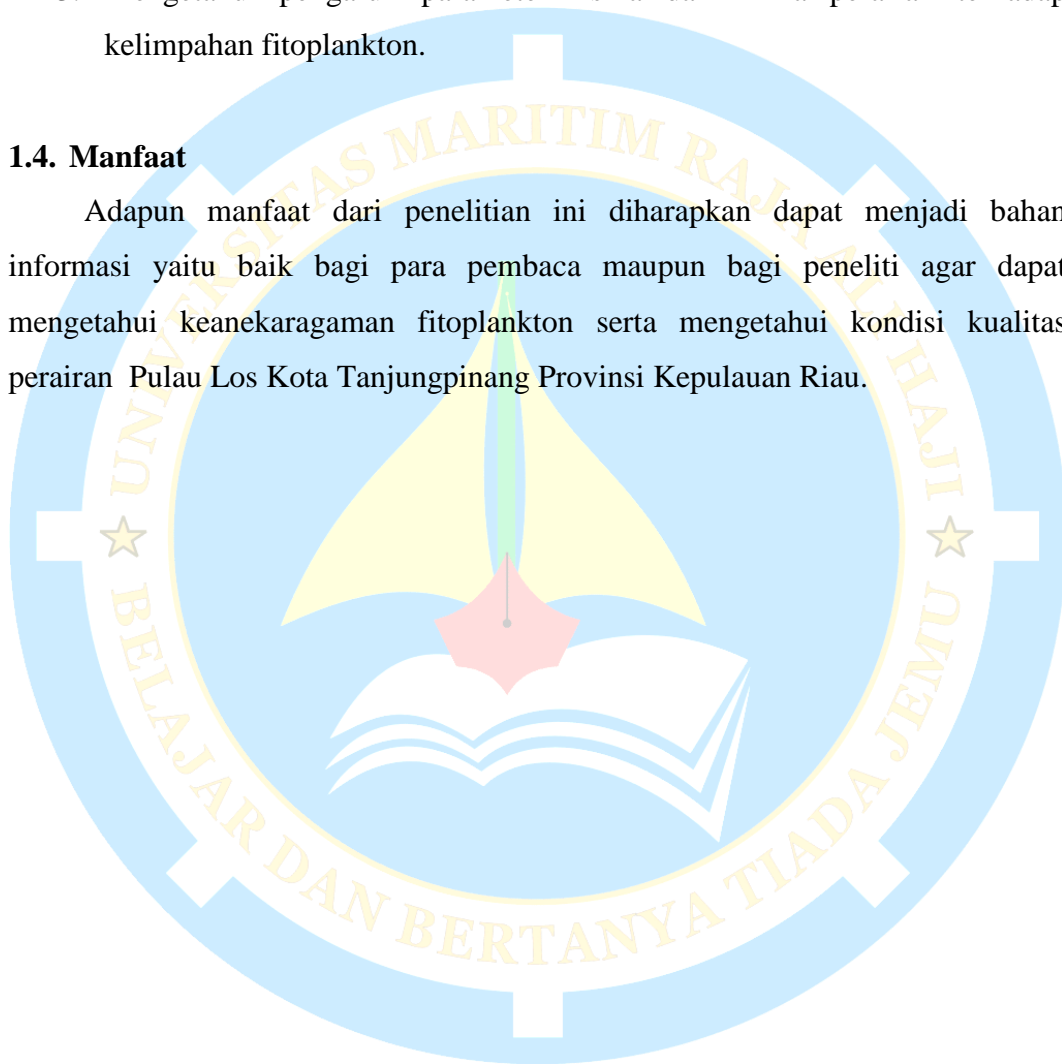 kelimpahan fitoplankton.
1.4. Manfaat
Adapun manfaat dari penelitian ini diharapkan dapat menjadi bahan
informasi yaitu baik bagi para pembaca maupun bagi peneliti agar dapat
mengetahui keanekaragaman fitoplankton serta mengetahui kondisi kualitas
perairan Pulau Los Kota Tanjungpinang Provinsi Kepulauan Riau.
UNIVERSITAS MARITIM RAJA ALI HAJI
BELAJAR DAN BERTANYA TIADA JEMU